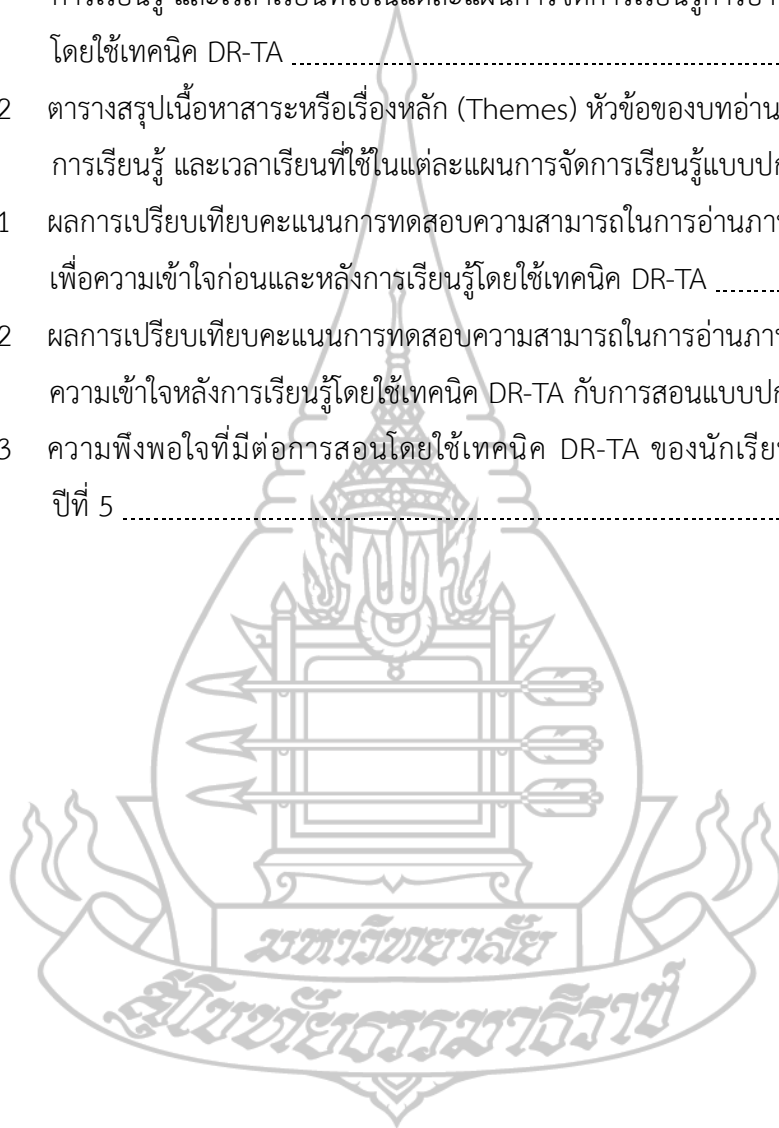 การเรียนรู้ และเวลาเรียนที่ใช้ในแต่ละแผนการจัดการเรียนรู้การอ่า
โดยใช้เทคนิค DR-TA
2 ตารางสรุปเนื้อหาสาระหรือเรื่องหลัก (Themes) หัวข้อของบทอ่าน
การเรียนรู้ และเวลาเรียนที่ใช้ในแต่ละแผนการจัดการเรียนรู้แบบปก
1 ผลการเปรียบเทียบคะแนนการทดสอบความสามารถในการอ่านภา
เพื่อความเข้าใจก่อนและหลังการเรียนรู้โดยใช้เทคนิค DR-TA
2 ผลการเปรียบเทียบคะแนนการทดสอบความสามารถในการอ่านภา
ความเข้าใจหลังการเรียนรู้โดยใช้เทคนิค DR-TA กับการสอนแบบปก
3 ความพึงพอใจที่มีต่อการสอนโดยใช้เทคนิค DR-TA ของนักเรียน
ปีที่ 5
มหาวิทยาลัย
สุโขทัยธรรมาธิราช